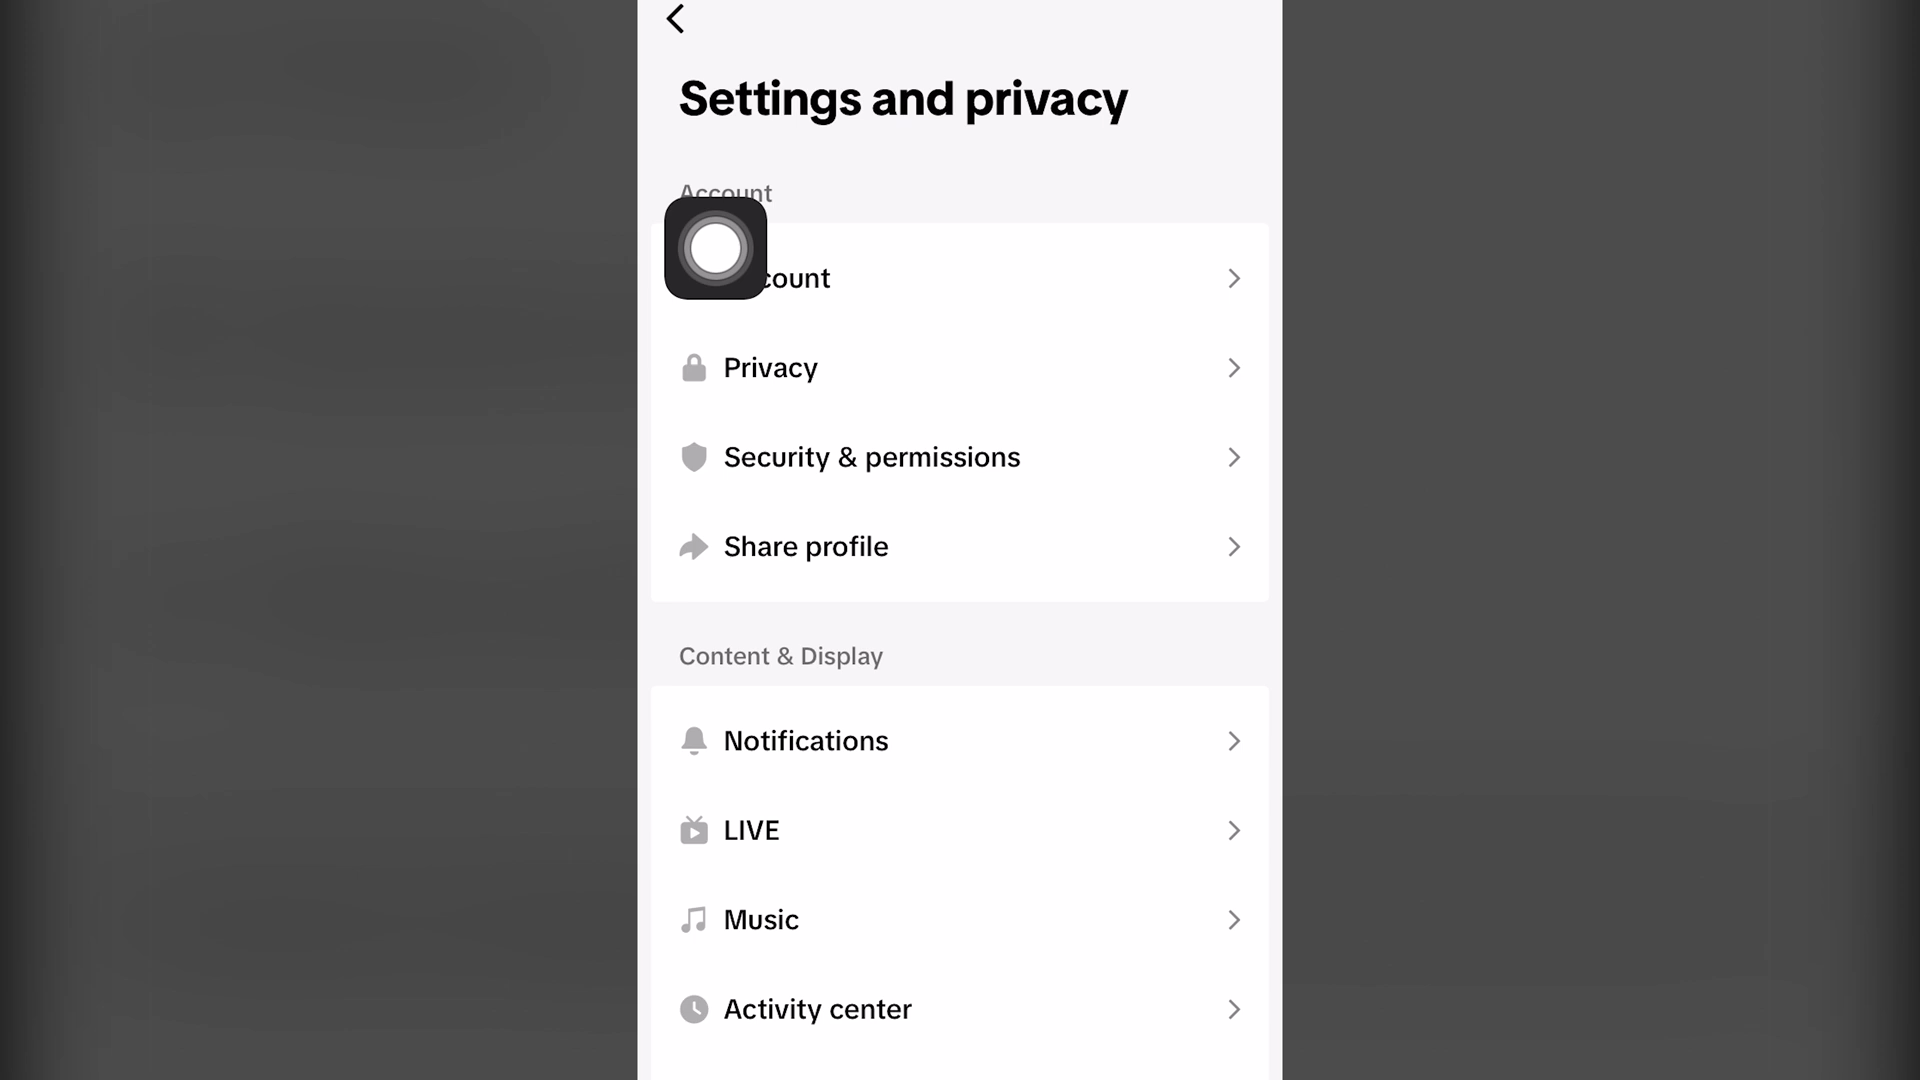 Settings and privacy
Account
count
Privacy
Security & permissions
Share profile
Content & Display
Notifications
LIVE
Music
Activity center